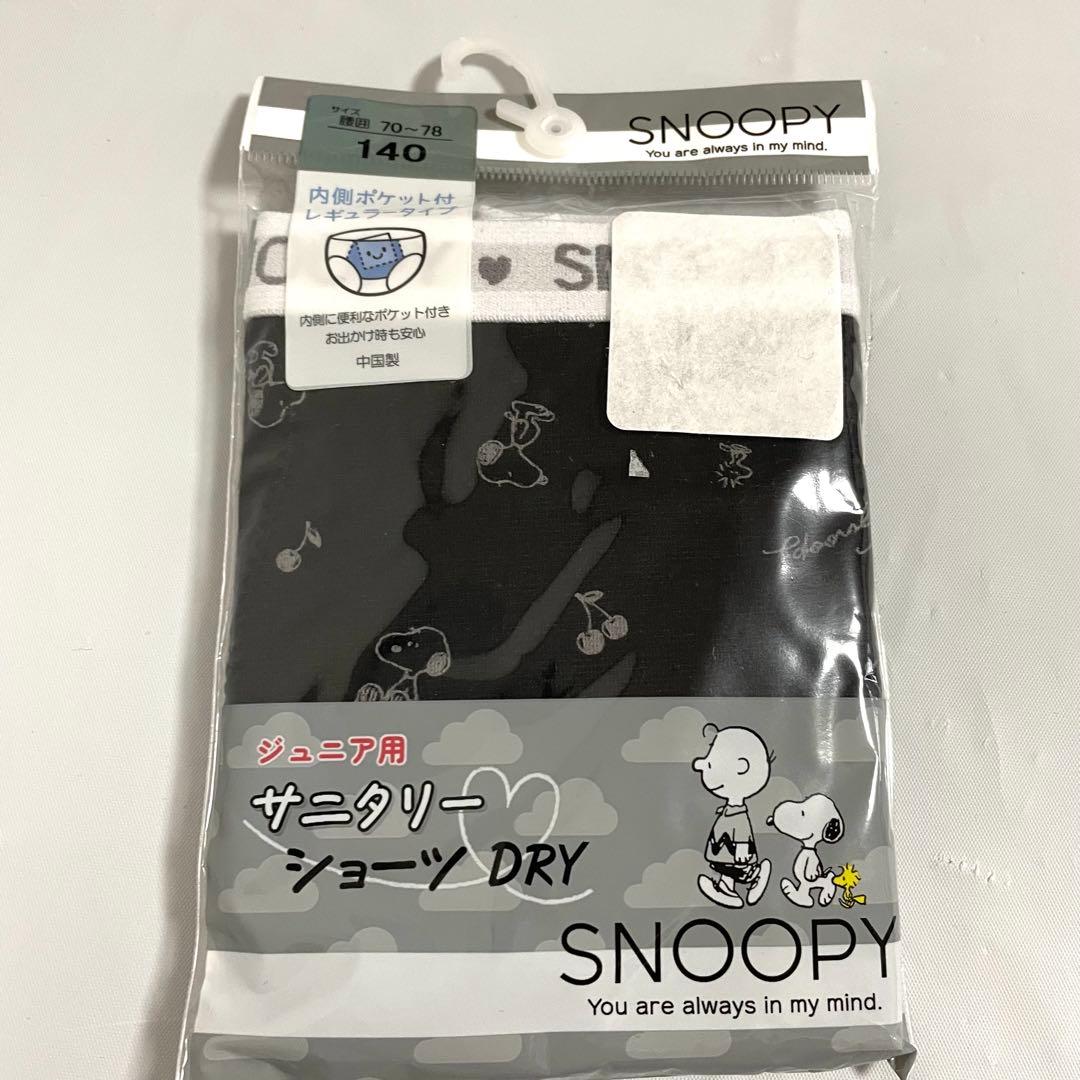 サイズ
腰囲 70～78
140
SNOOPY
You are always in my mind.
内側ポケット付
レギュラータイプ
内側に便利なポケット付き
お出かけ時も安心
中国製
ジュニア用
サニタリー
ショーツ DRY
SNOOPY
You are always in my mind.